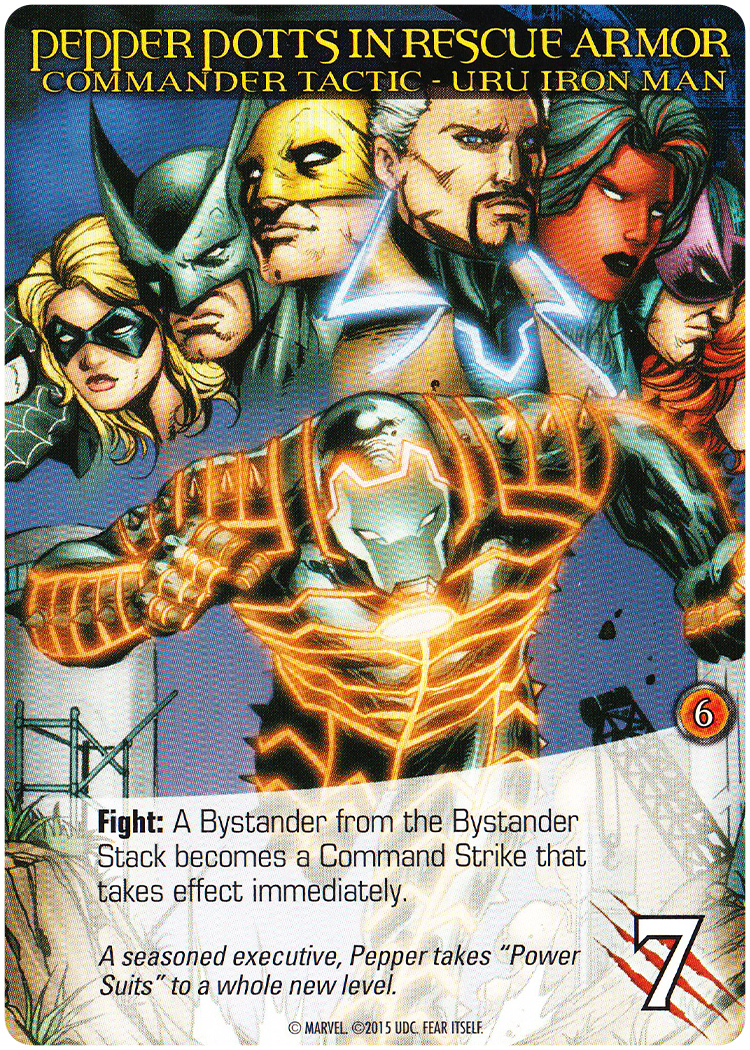 PEPPER POTTS IN RESCUE ARMOR
COMMANDER TACTIC - URU IRON MAN
6
Fight: A Bystander from the Bystander
Stack becomes a Command Strike that
takes effect immediately.
A seasoned executive, Pepper takes “Power
Suits” to a whole new level.
7
© MARVEL. ©2015 UDC. FEAR ITSELF.